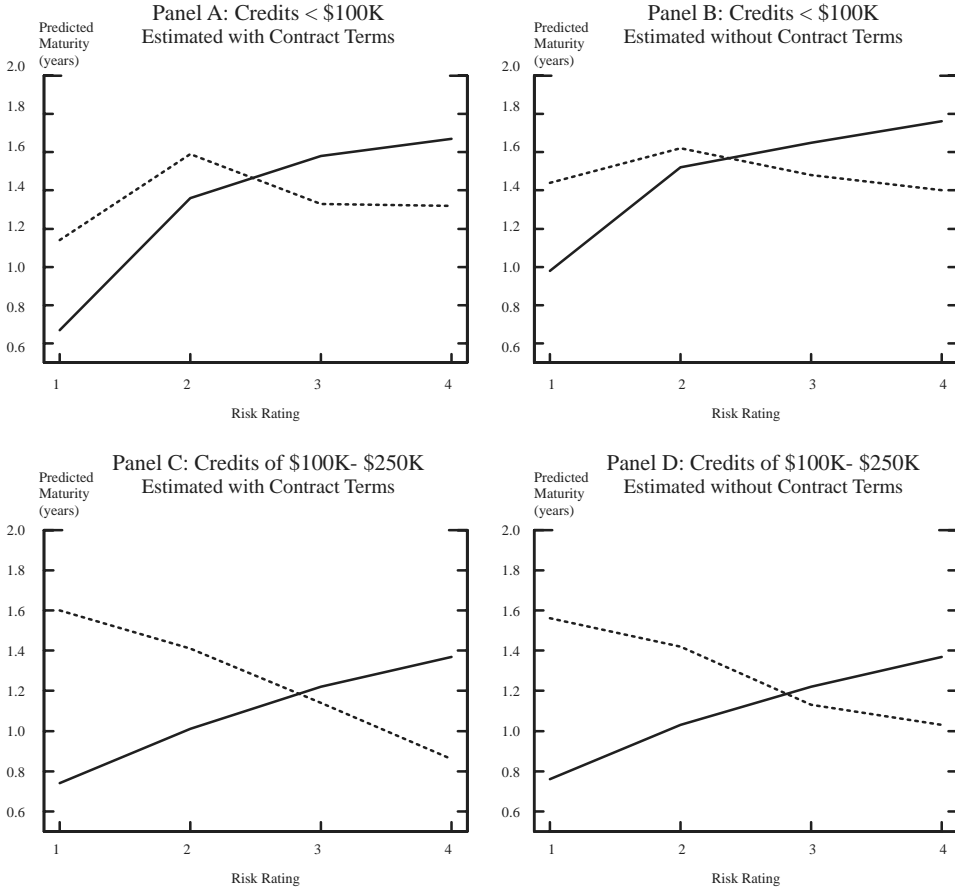 Panel A: Credits < $100K
Estimated with Contract Terms
Predicted
Maturity
(years)
2.0
1.8
1.6
1.4
1.2
1.0
0.8
0.6
1 2 3 4
Risk Rating
Panel B: Credits < $100K
Estimated without Contract Terms
Predicted
Maturity
(years)
2.0
1.8
1.6
1.4
1.2
1.0
0.8
0.6
1 2 3 4
Risk Rating
Panel C: Credits of $100K- $250K
Estimated with Contract Terms
Predicted
Maturity
(years)
2.0
1.8
1.6
1.4
1.2
1.0
0.8
0.6
1 2 3 4
Risk Rating
Panel D: Credits of $100K- $250K
Estimated without Contract Terms
Predicted
Maturity
(years)
2.0
1.8
1.6
1.4
1.2
1.0
0.8
0.6
1 2 3 4
Risk Rating